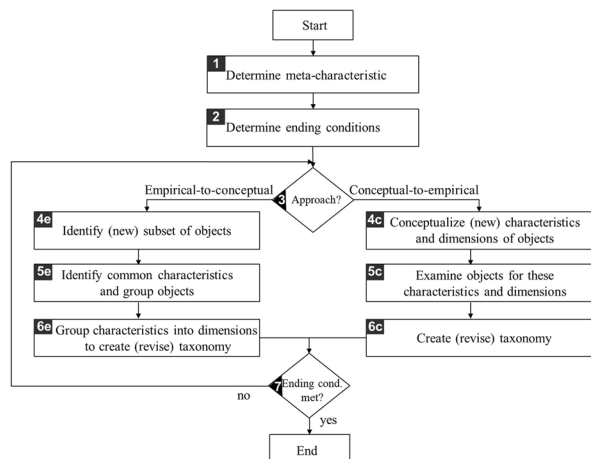 Start
1
Determine meta-characteristic
2
Determine ending conditions
Empirical-to-conceptual
3
Approach?
Conceptual-to-empirical
4e
Identify (new) subset of objects
4c
Conceptualize (new) characteristics
and dimensions of objects
5e
Identify common characteristics
and group objects
5c
Examine objects for these
characteristics and dimensions
6e
Group characteristics into dimensions
to create (revise) taxonomy
6c
Create (revise) taxonomy
7
Ending cond.
met?
no
yes
End